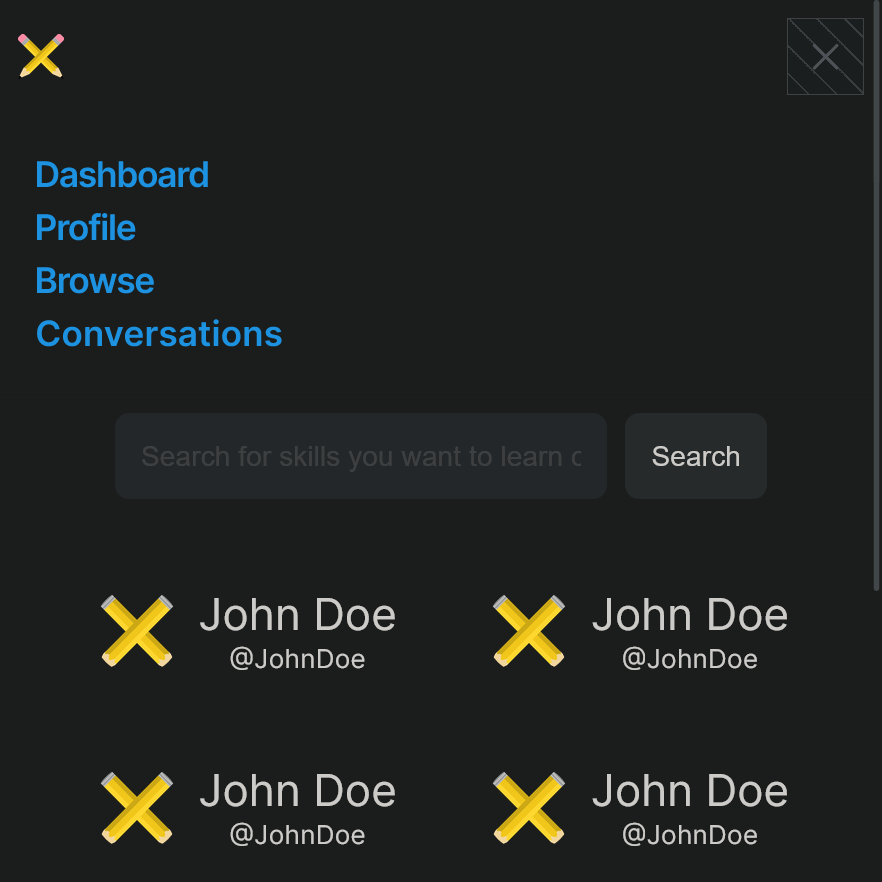 Dashboard
Profile
Browse
Conversations
Search for skills you want to learn
Search
John Doe
@JohnDoe
John Doe
@JohnDoe
John Doe
@JohnDoe
John Doe
@JohnDoe